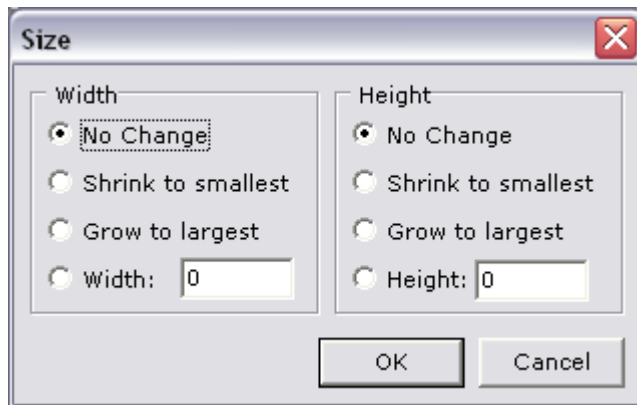 Size
Width
No Change
Shrink to smallest
Grow to largest
Width: 0
Height
No Change
Shrink to smallest
Grow to largest
Height: 0
OK
Cancel